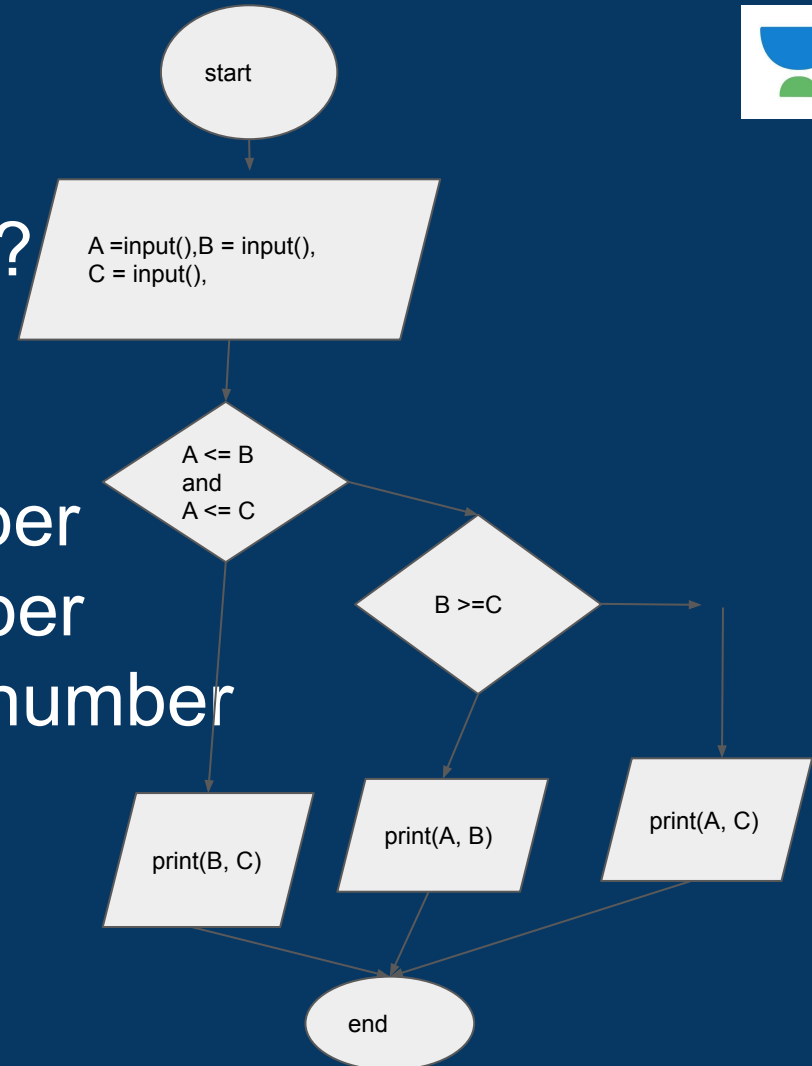 start
?
A =input(),B = input(),
C = input(),
A <= B
and
A <= C
ber
B >=C
ber
number
print(B, C)
print(A, B)
print(A, C)
end